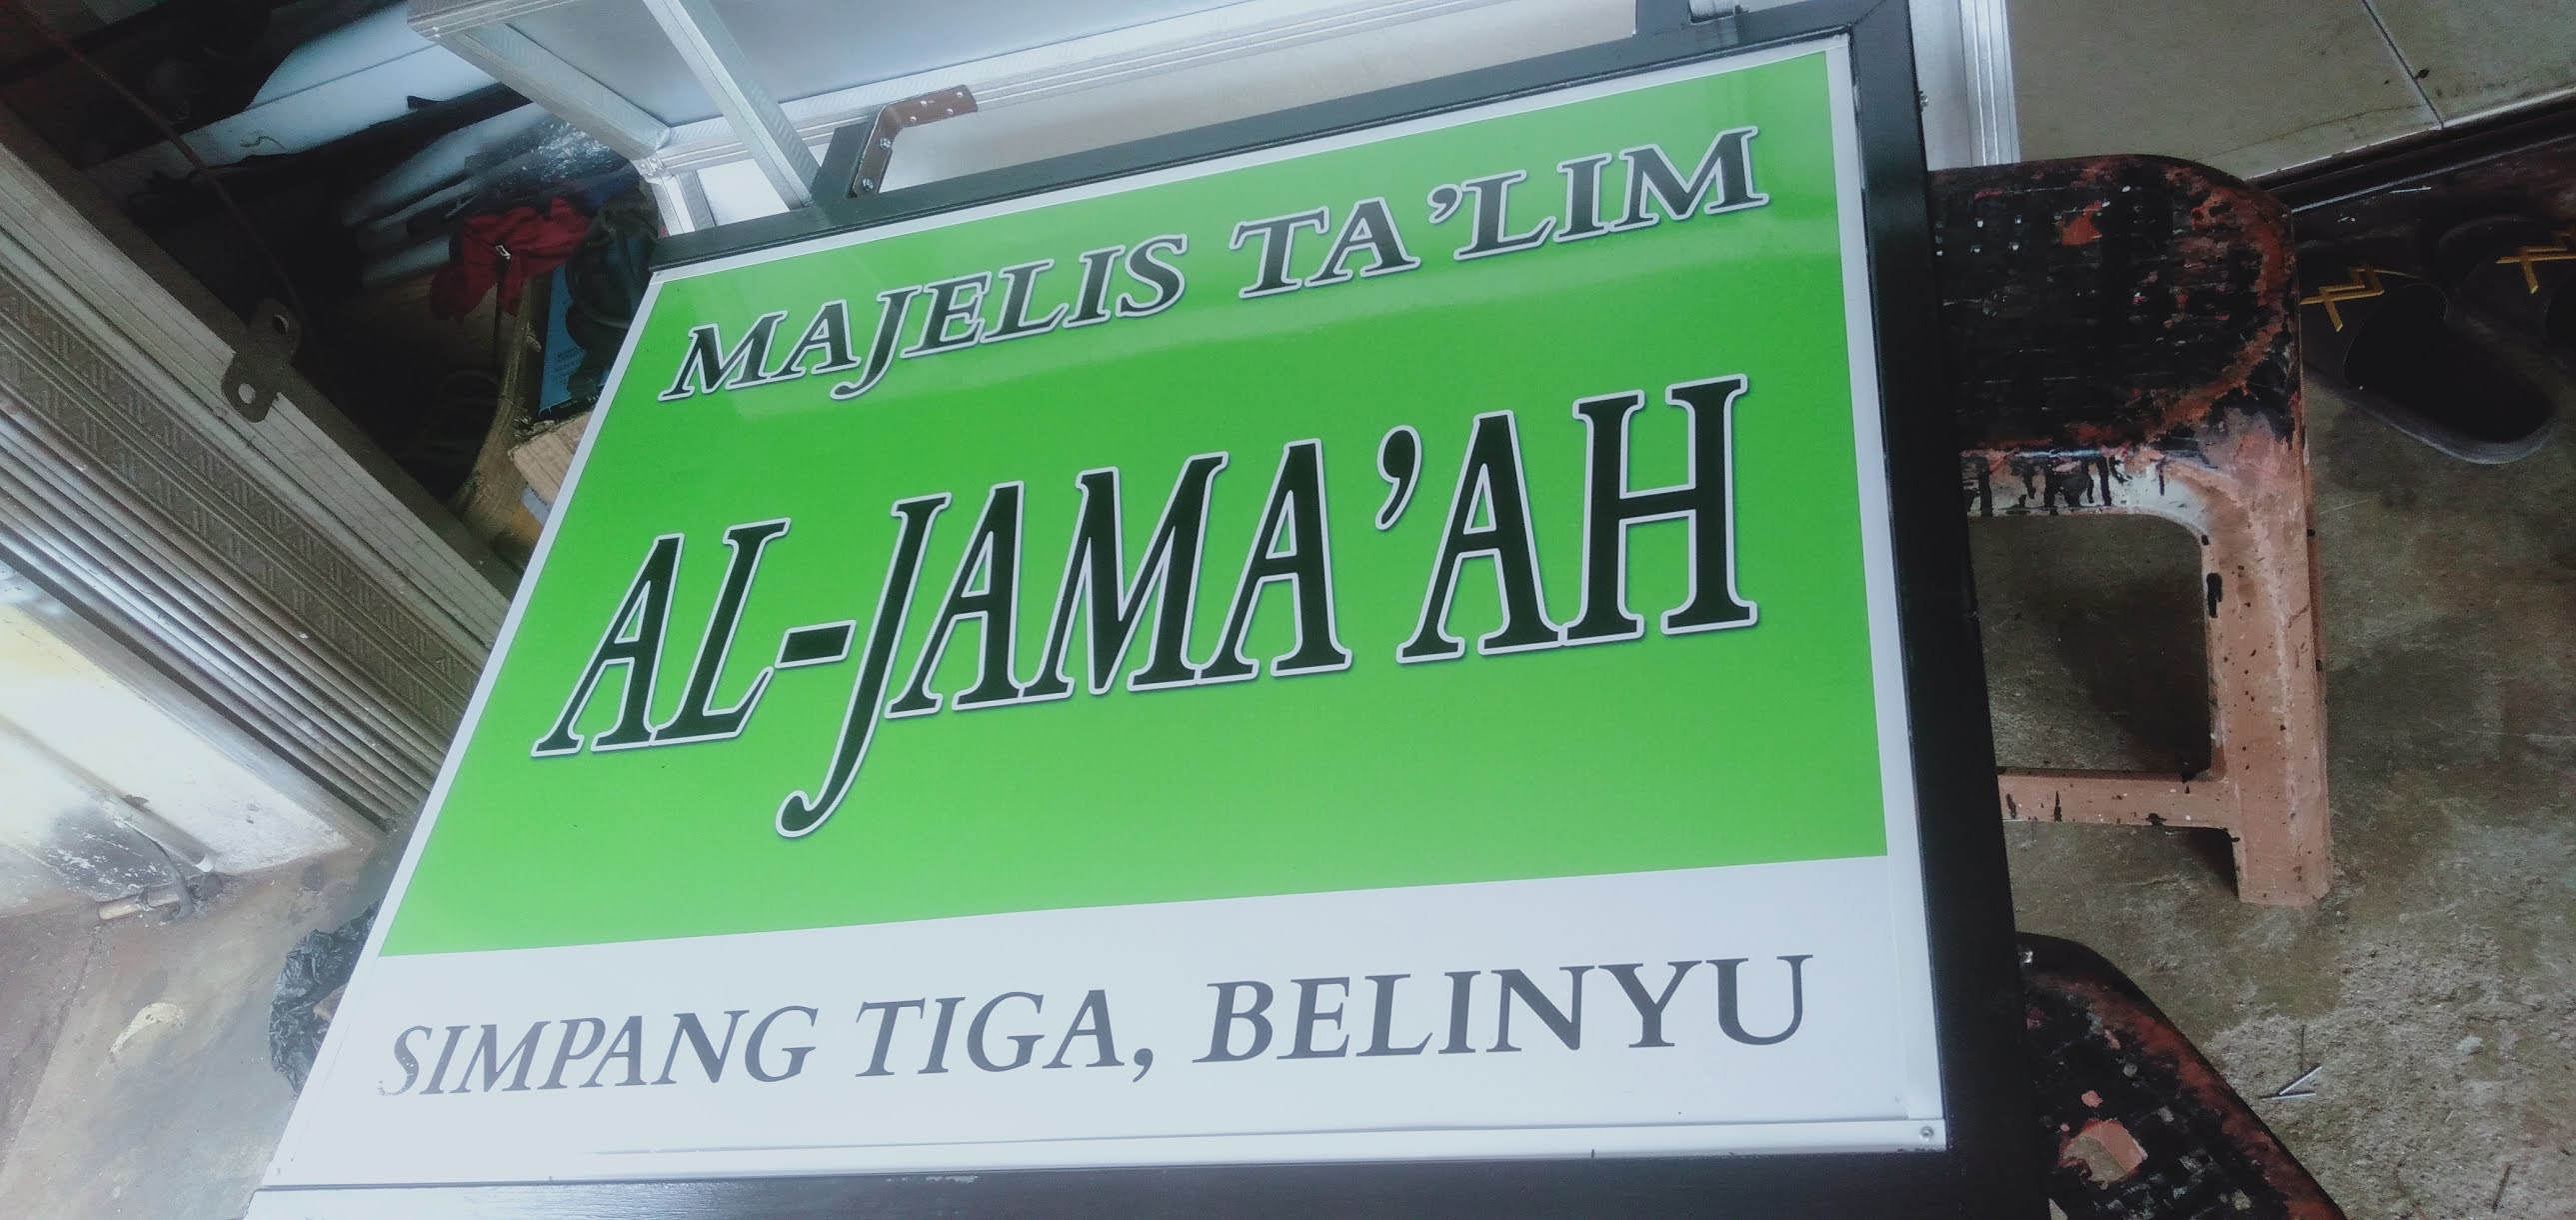 MAJELIS TA'LIM
AL-JAMA'AH
SIMPANG TIGA, BELINYU